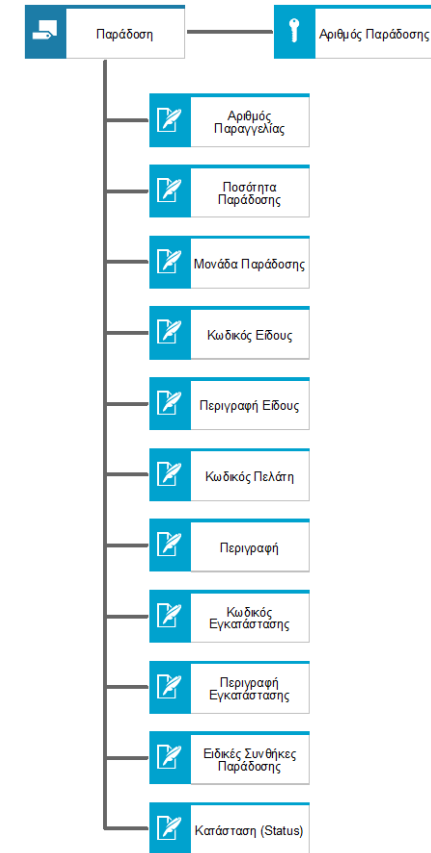 Παράδοση
Αριθμός Παράδοσης
Αριθμός
Παραγγελίας
Ποσότητα
Παράδοσης
Μονάδα Παράδοσης
Κωδικός Είδους
Περιγραφή Είδους
Κωδικός Πελάτη
Περιγραφή
Κωδικός
Εγκατάστασης
Περιγραφή
Εγκατάστασης
Ειδικές Συνθήκες
Παράδοσης
Κατάσταση (Status)